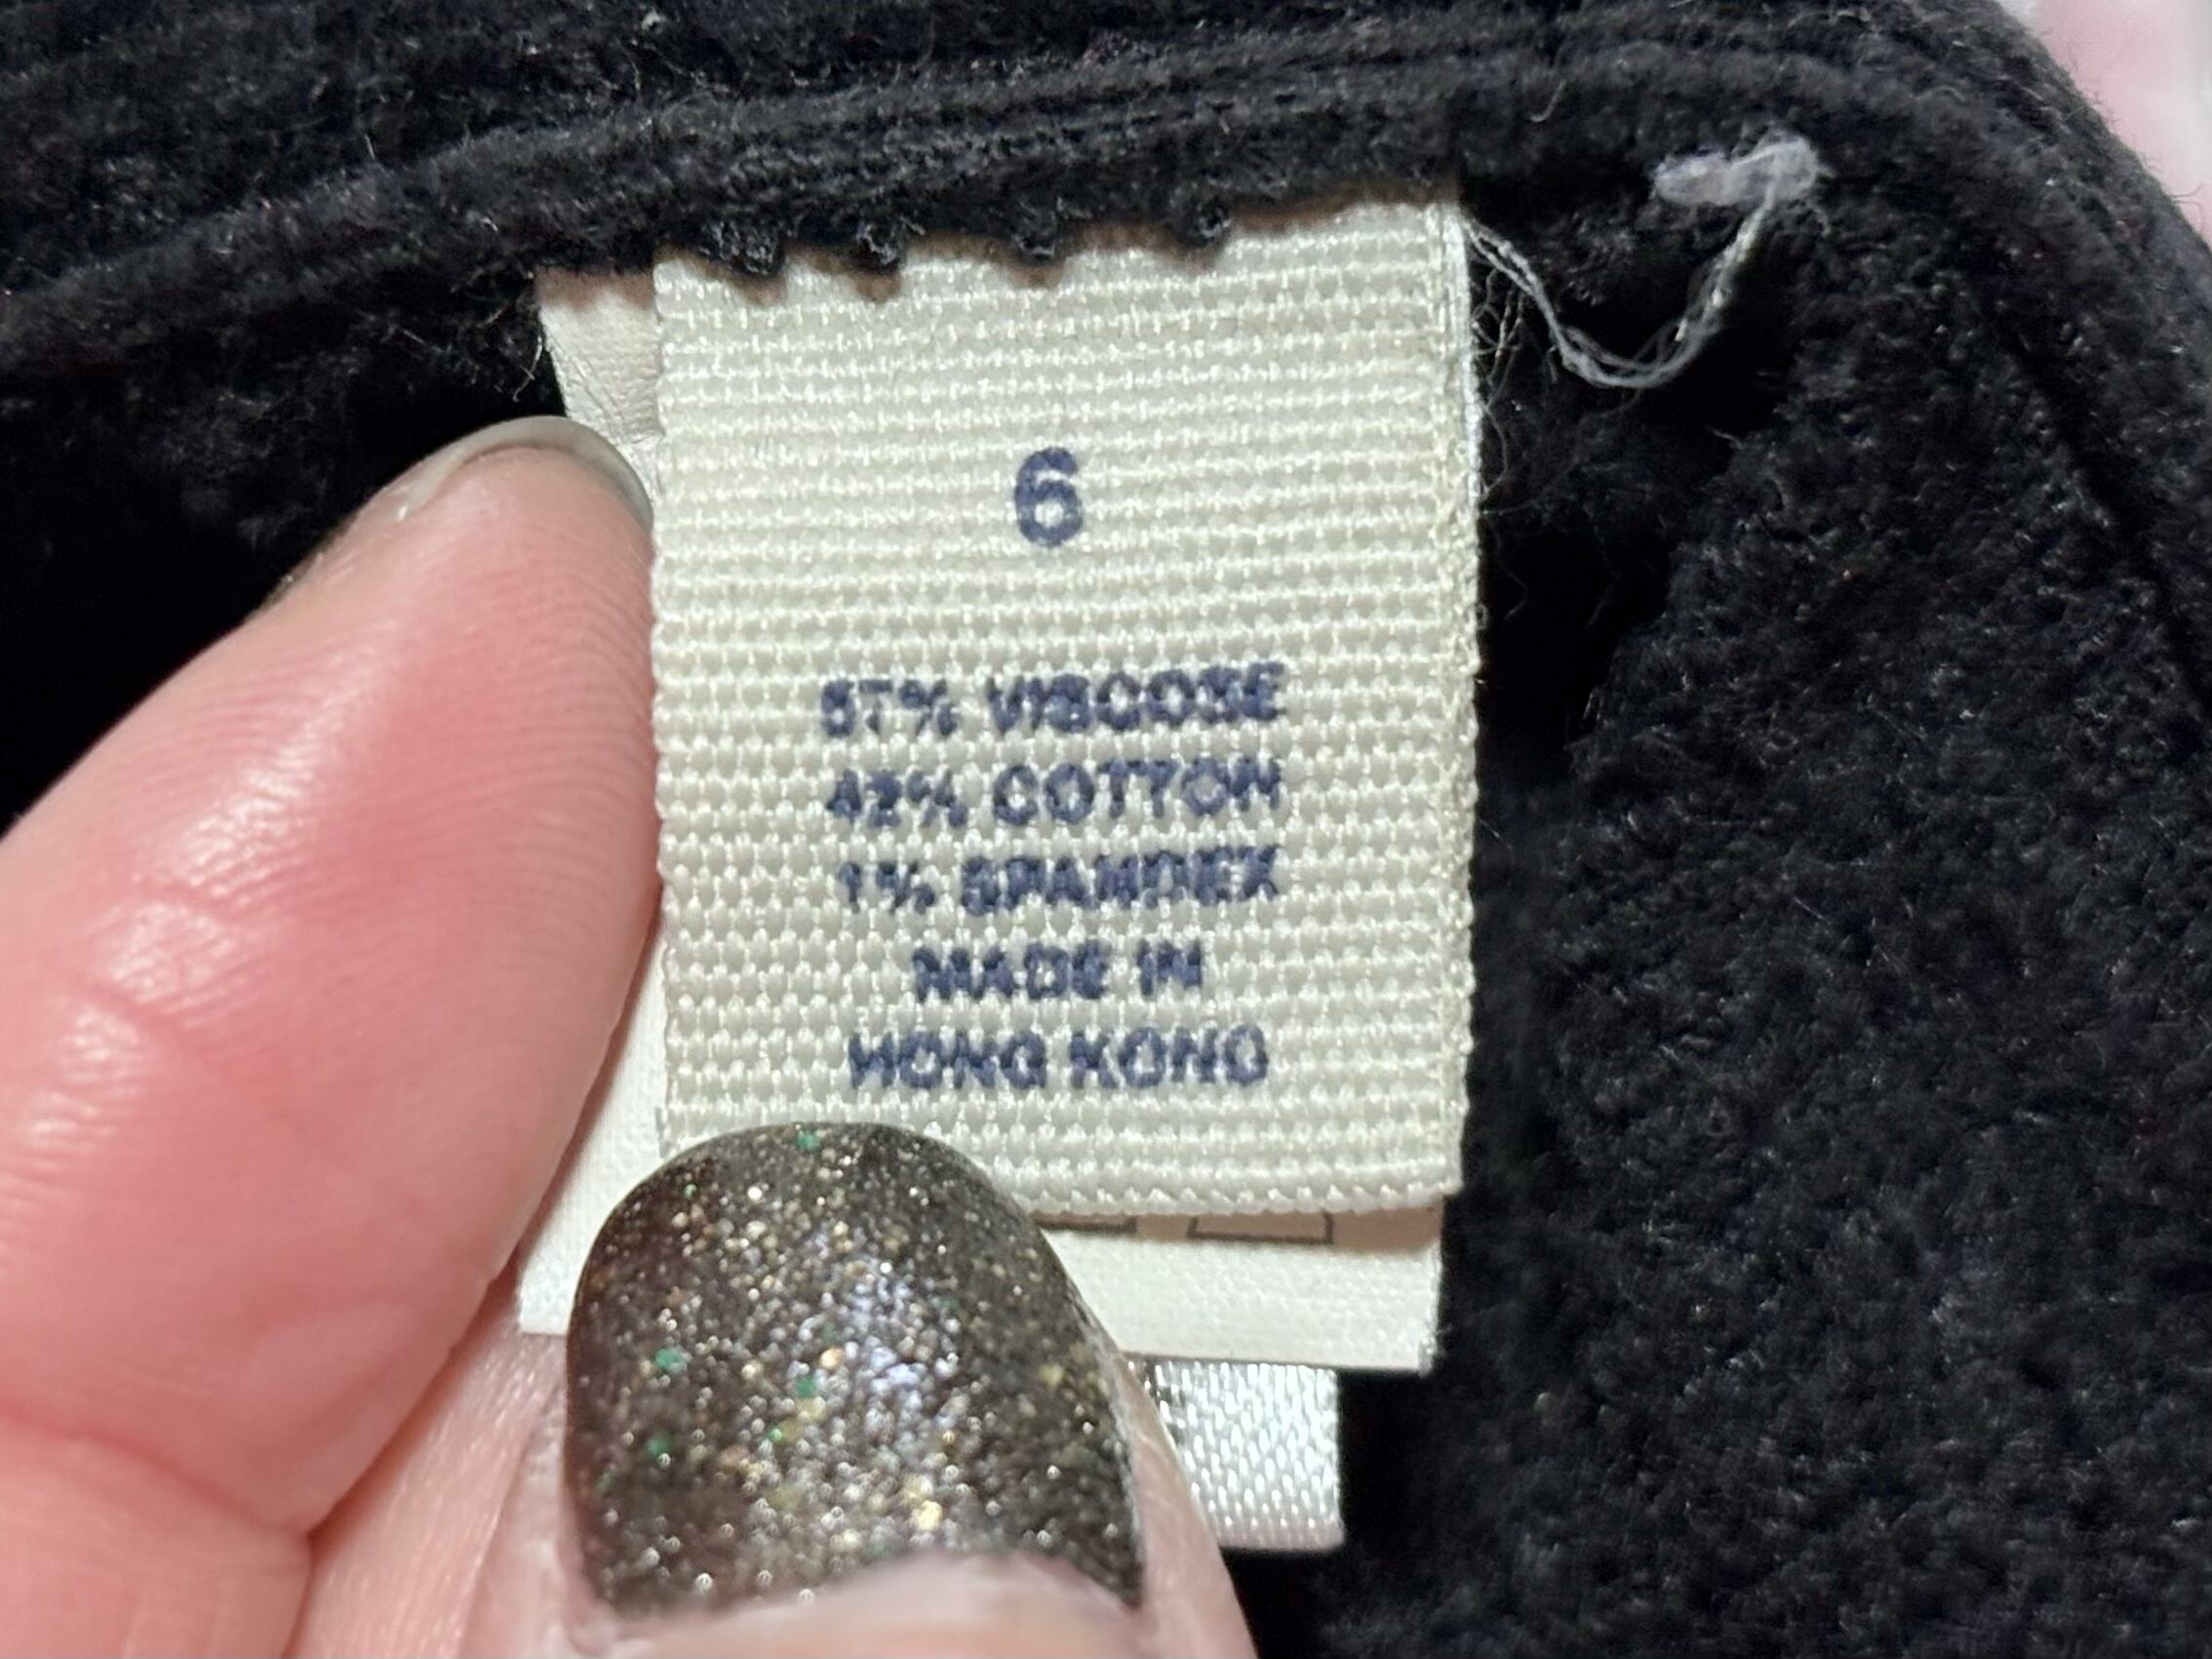 6
57% VISCOSE
42% COTTON
1% SPANDEX
MADE IN
HONG KONG